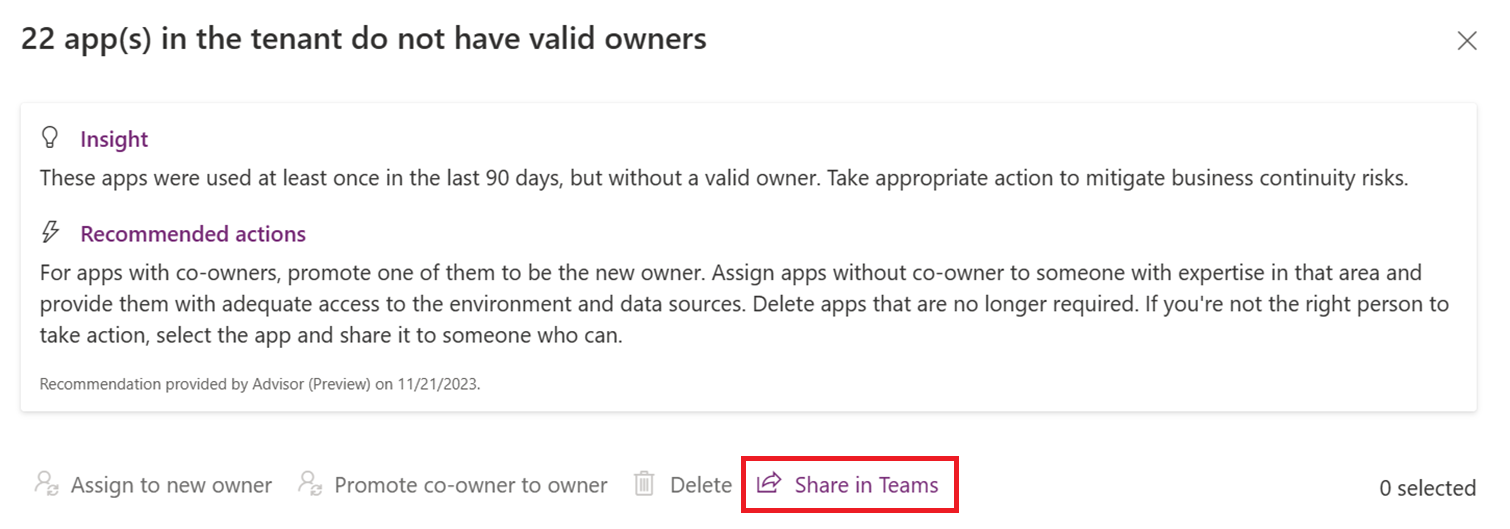 22 app(s) in the tenant do not have valid owners
Insight
These apps were used at least once in the last 90 days, but without a valid owner. Take appropriate action to mitigate business continuity risks.
Recommended actions
For apps with co-owners, promote one of them to be the new owner. Assign apps without co-owner to someone with expertise in that area and
provide them with adequate access to the environment and data sources. Delete apps that are no longer required. If you're not the right person to
take action, select the app and share it to someone who can.
Recommendation provided by Advisor (Preview) on 11/21/2023.
Assign to new owner Promote co-owner to owner Delete Share in Teams 0 selected